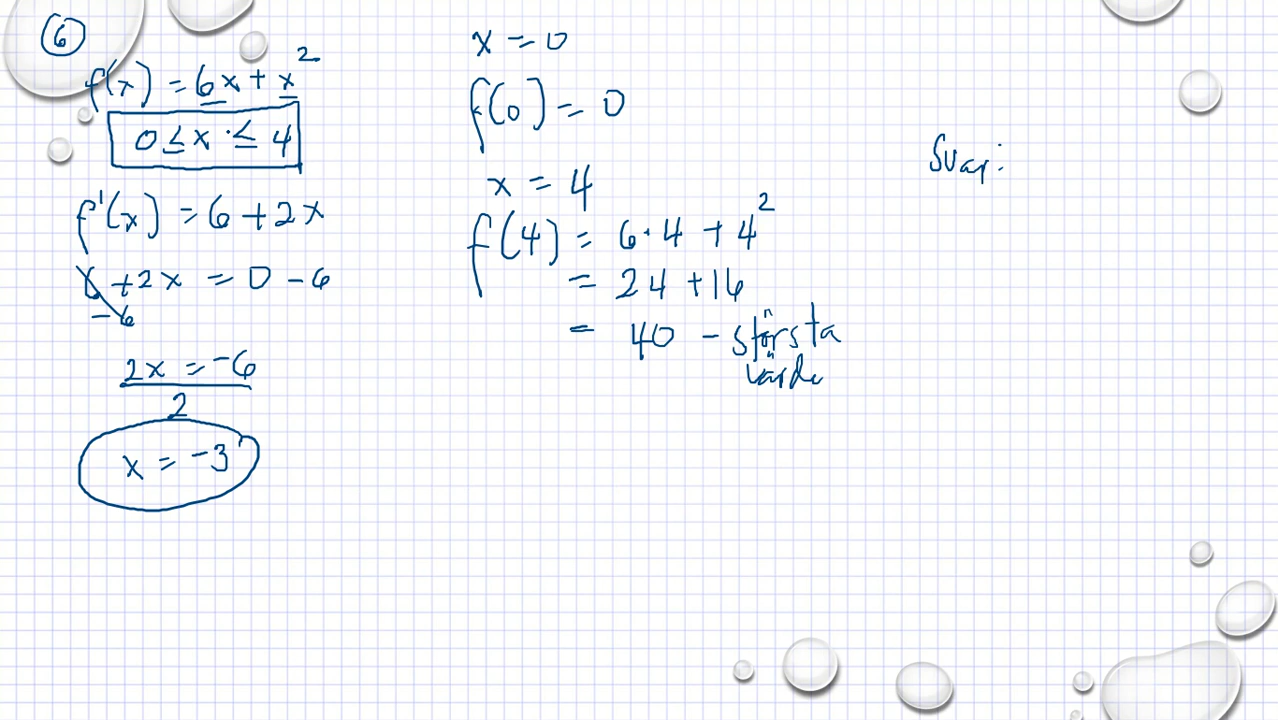 6
f(x) = 6x + x²
0 ≤ x ≤ 4
f'(x) = 6 + 2x
6 + 2x = 0 - 6
-6
2x = -6
2
x = -3
x = 0
f(0) = 0
x = 4
f(4) = 6·4 + 4²
= 24 + 16
= 40 - största
värde
Svar: